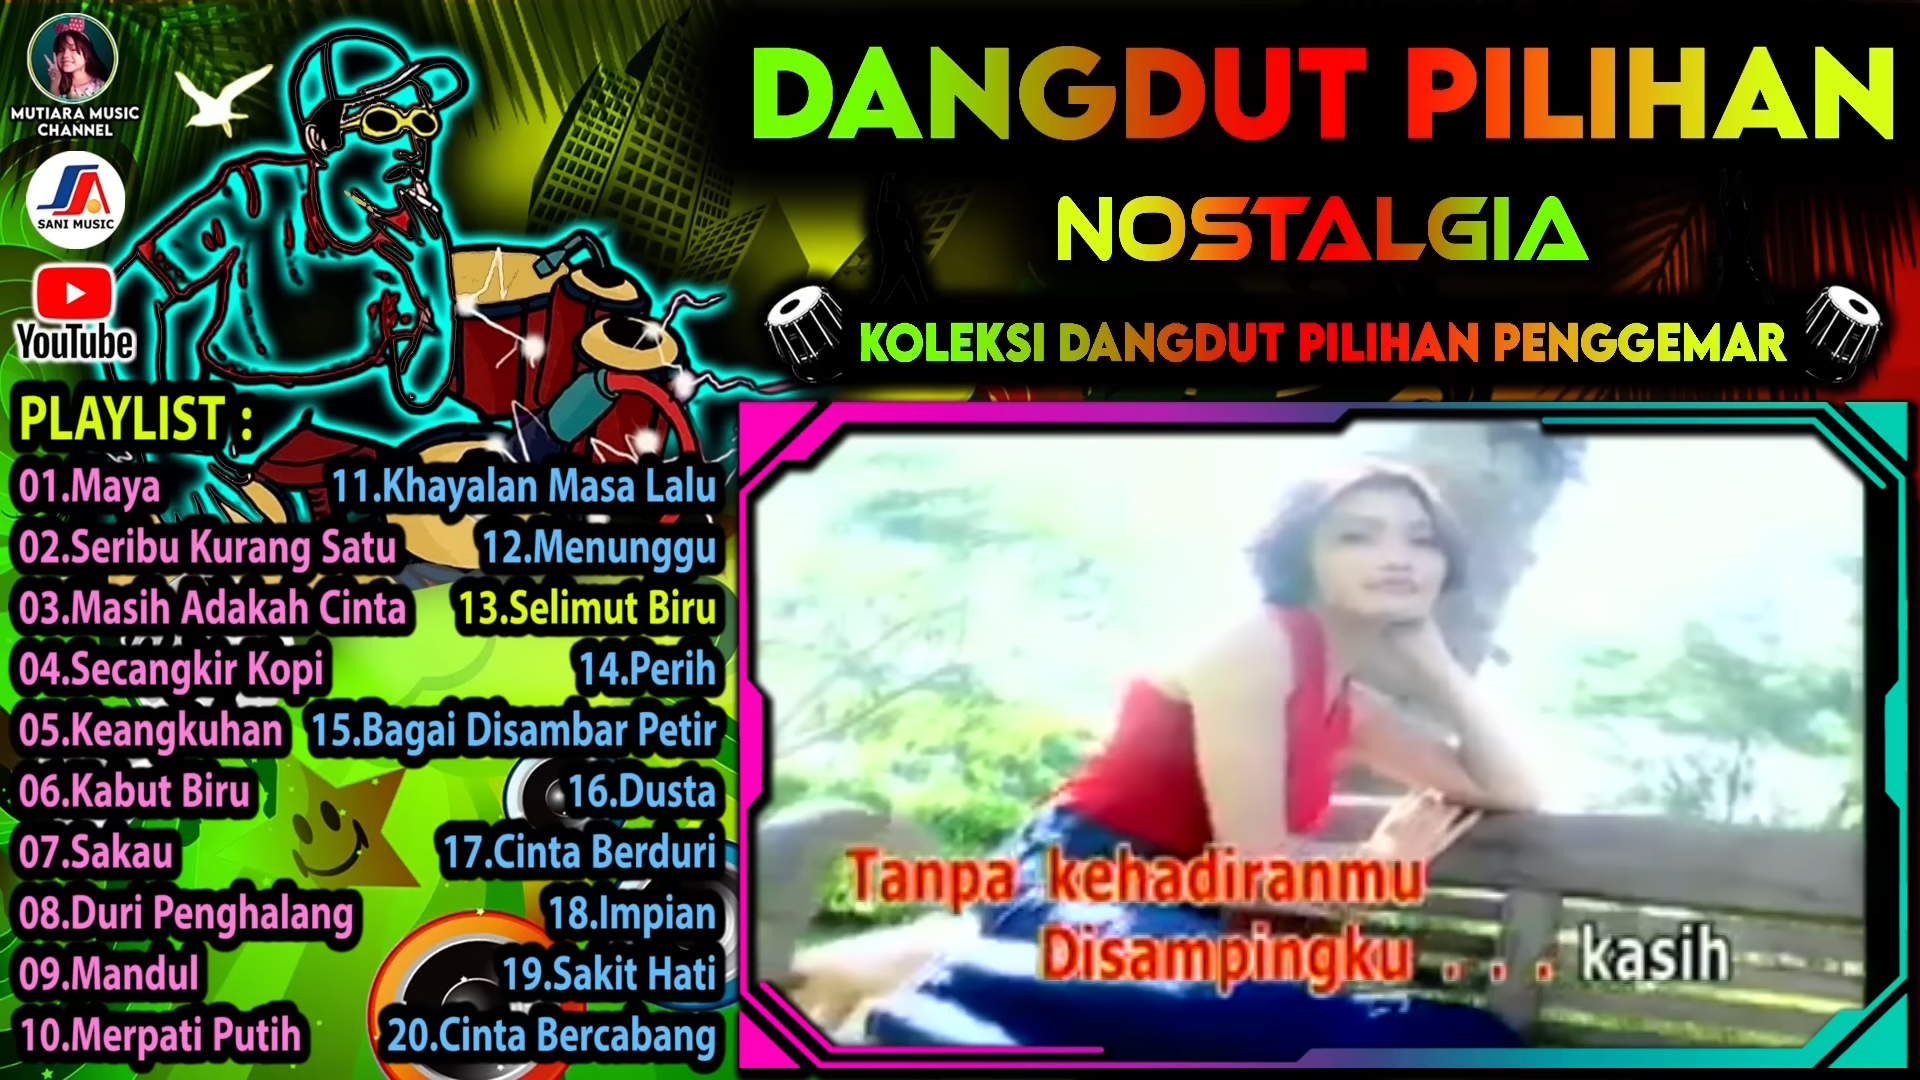 MUTIARA MUSIC
CHANNEL
SANI MUSIC
YouTube
DANGDUT PILIHAN
NOSTALGIA
KOLEKSI DANGDUT PILIHAN PENGGEMAR
PLAYLIST :
01.Maya
02.Seribu Kurang Satu
03.Masih Adakah Cinta
04.Secangkir Kopi
05.Keangkuhan
06.Kabut Biru
07.Sakau
08.Duri Penghalang
09.Mandul
10.Merpati Putih
11.Khayalan Masa Lalu
12.Menunggu
13.Selimut Biru
14.Perih
15.Bagai Disambar Petir
16.Dusta
17.Cinta Berduri
18.Impian
19.Sakit Hati
20.Cinta Bercabang
Tanpa kehadiranmu
Disampingku . . . kasih